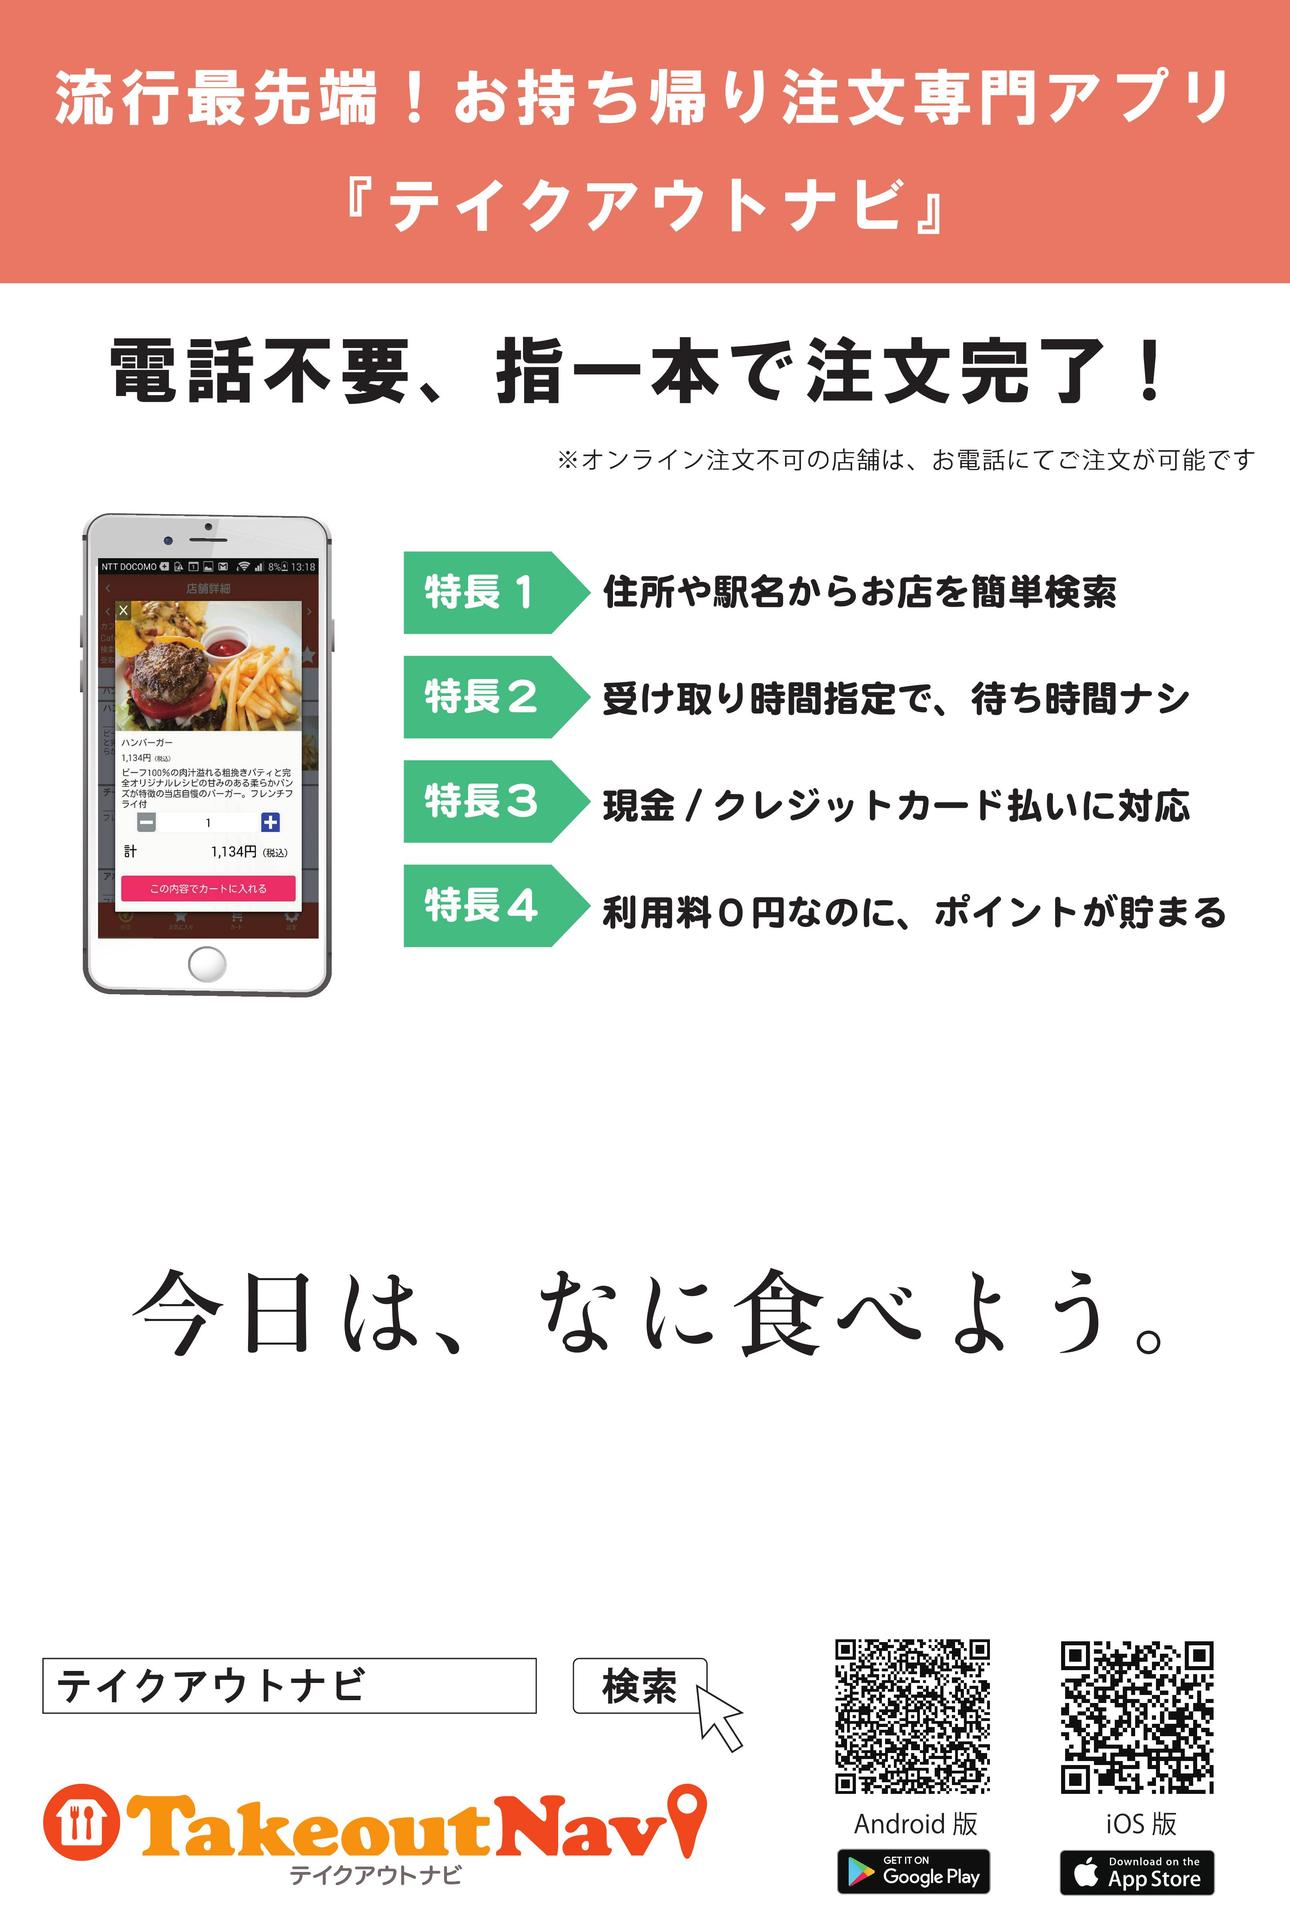 流行最先端！お持ち帰り注文専門アプリ
『テイクアウトナビ』
電話不要、指一本で注文完了！
※オンライン注文不可の店舗は、お電話にてご注文が可能です
NTT DOCOMO 8% 13:18
店舗詳細
X
ハンバーガー
1,134円 (税込)
ビーフ100%の肉汁溢れる粗挽きパティと完
全オリジナルレシピの甘みのある柔らかバン
ズが特徴の当店自慢のバーガー。フレンチフ
ライ付
1
計 1,134円 (税込)
この内容でカートに入れる
特長１ 住所や駅名からお店を簡単検索
特長２ 受け取り時間指定で、待ち時間ナシ
特長３ 現金 / クレジットカード払いに対応
特長４ 利用料０円なのに、ポイントが貯まる
今日は、なに食べよう。
テイクアウトナビ 検索
TakeoutNavi
テイクアウトナビ
Android 版
GET IT ON
Google Play
iOS 版
Download on the
App Store